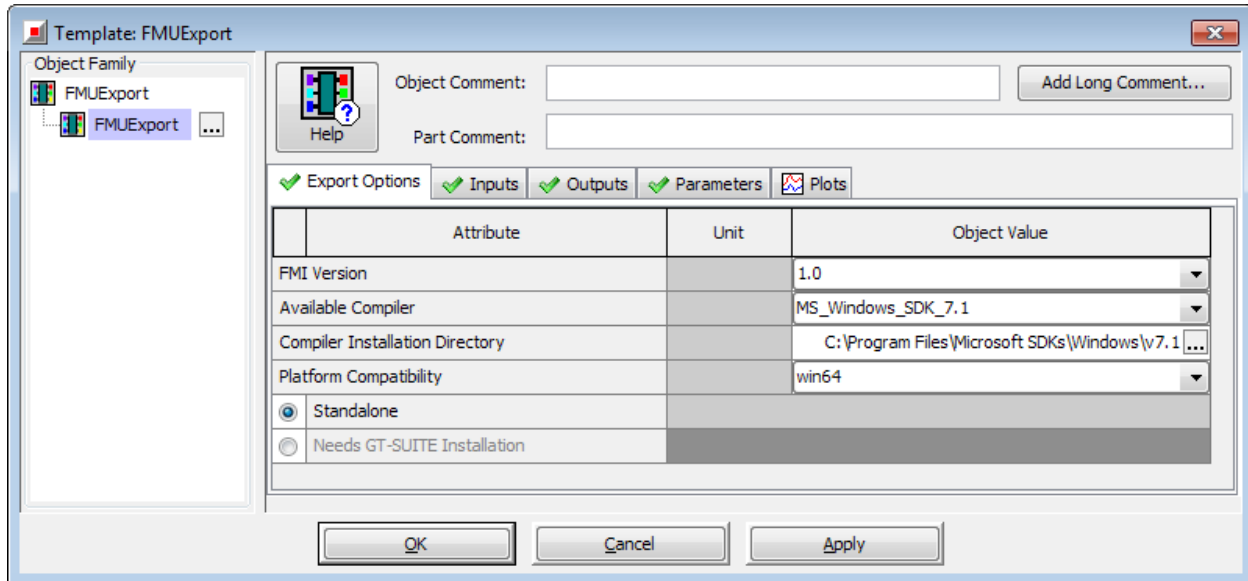 Template: FMUExport
Object Family
FMUExport
FMUExport ...
Help
Object Comment:
Add Long Comment...
Part Comment:
Export Options Inputs Outputs Parameters Plots
Attribute Unit Object Value
FMI Version 1.0
Available Compiler MS_Windows_SDK_7.1
Compiler Installation Directory C:\Program Files\Microsoft SDKs\Windows\v7.1 ...
Platform Compatibility win64
Standalone
Needs GT-SUITE Installation
OK Cancel Apply